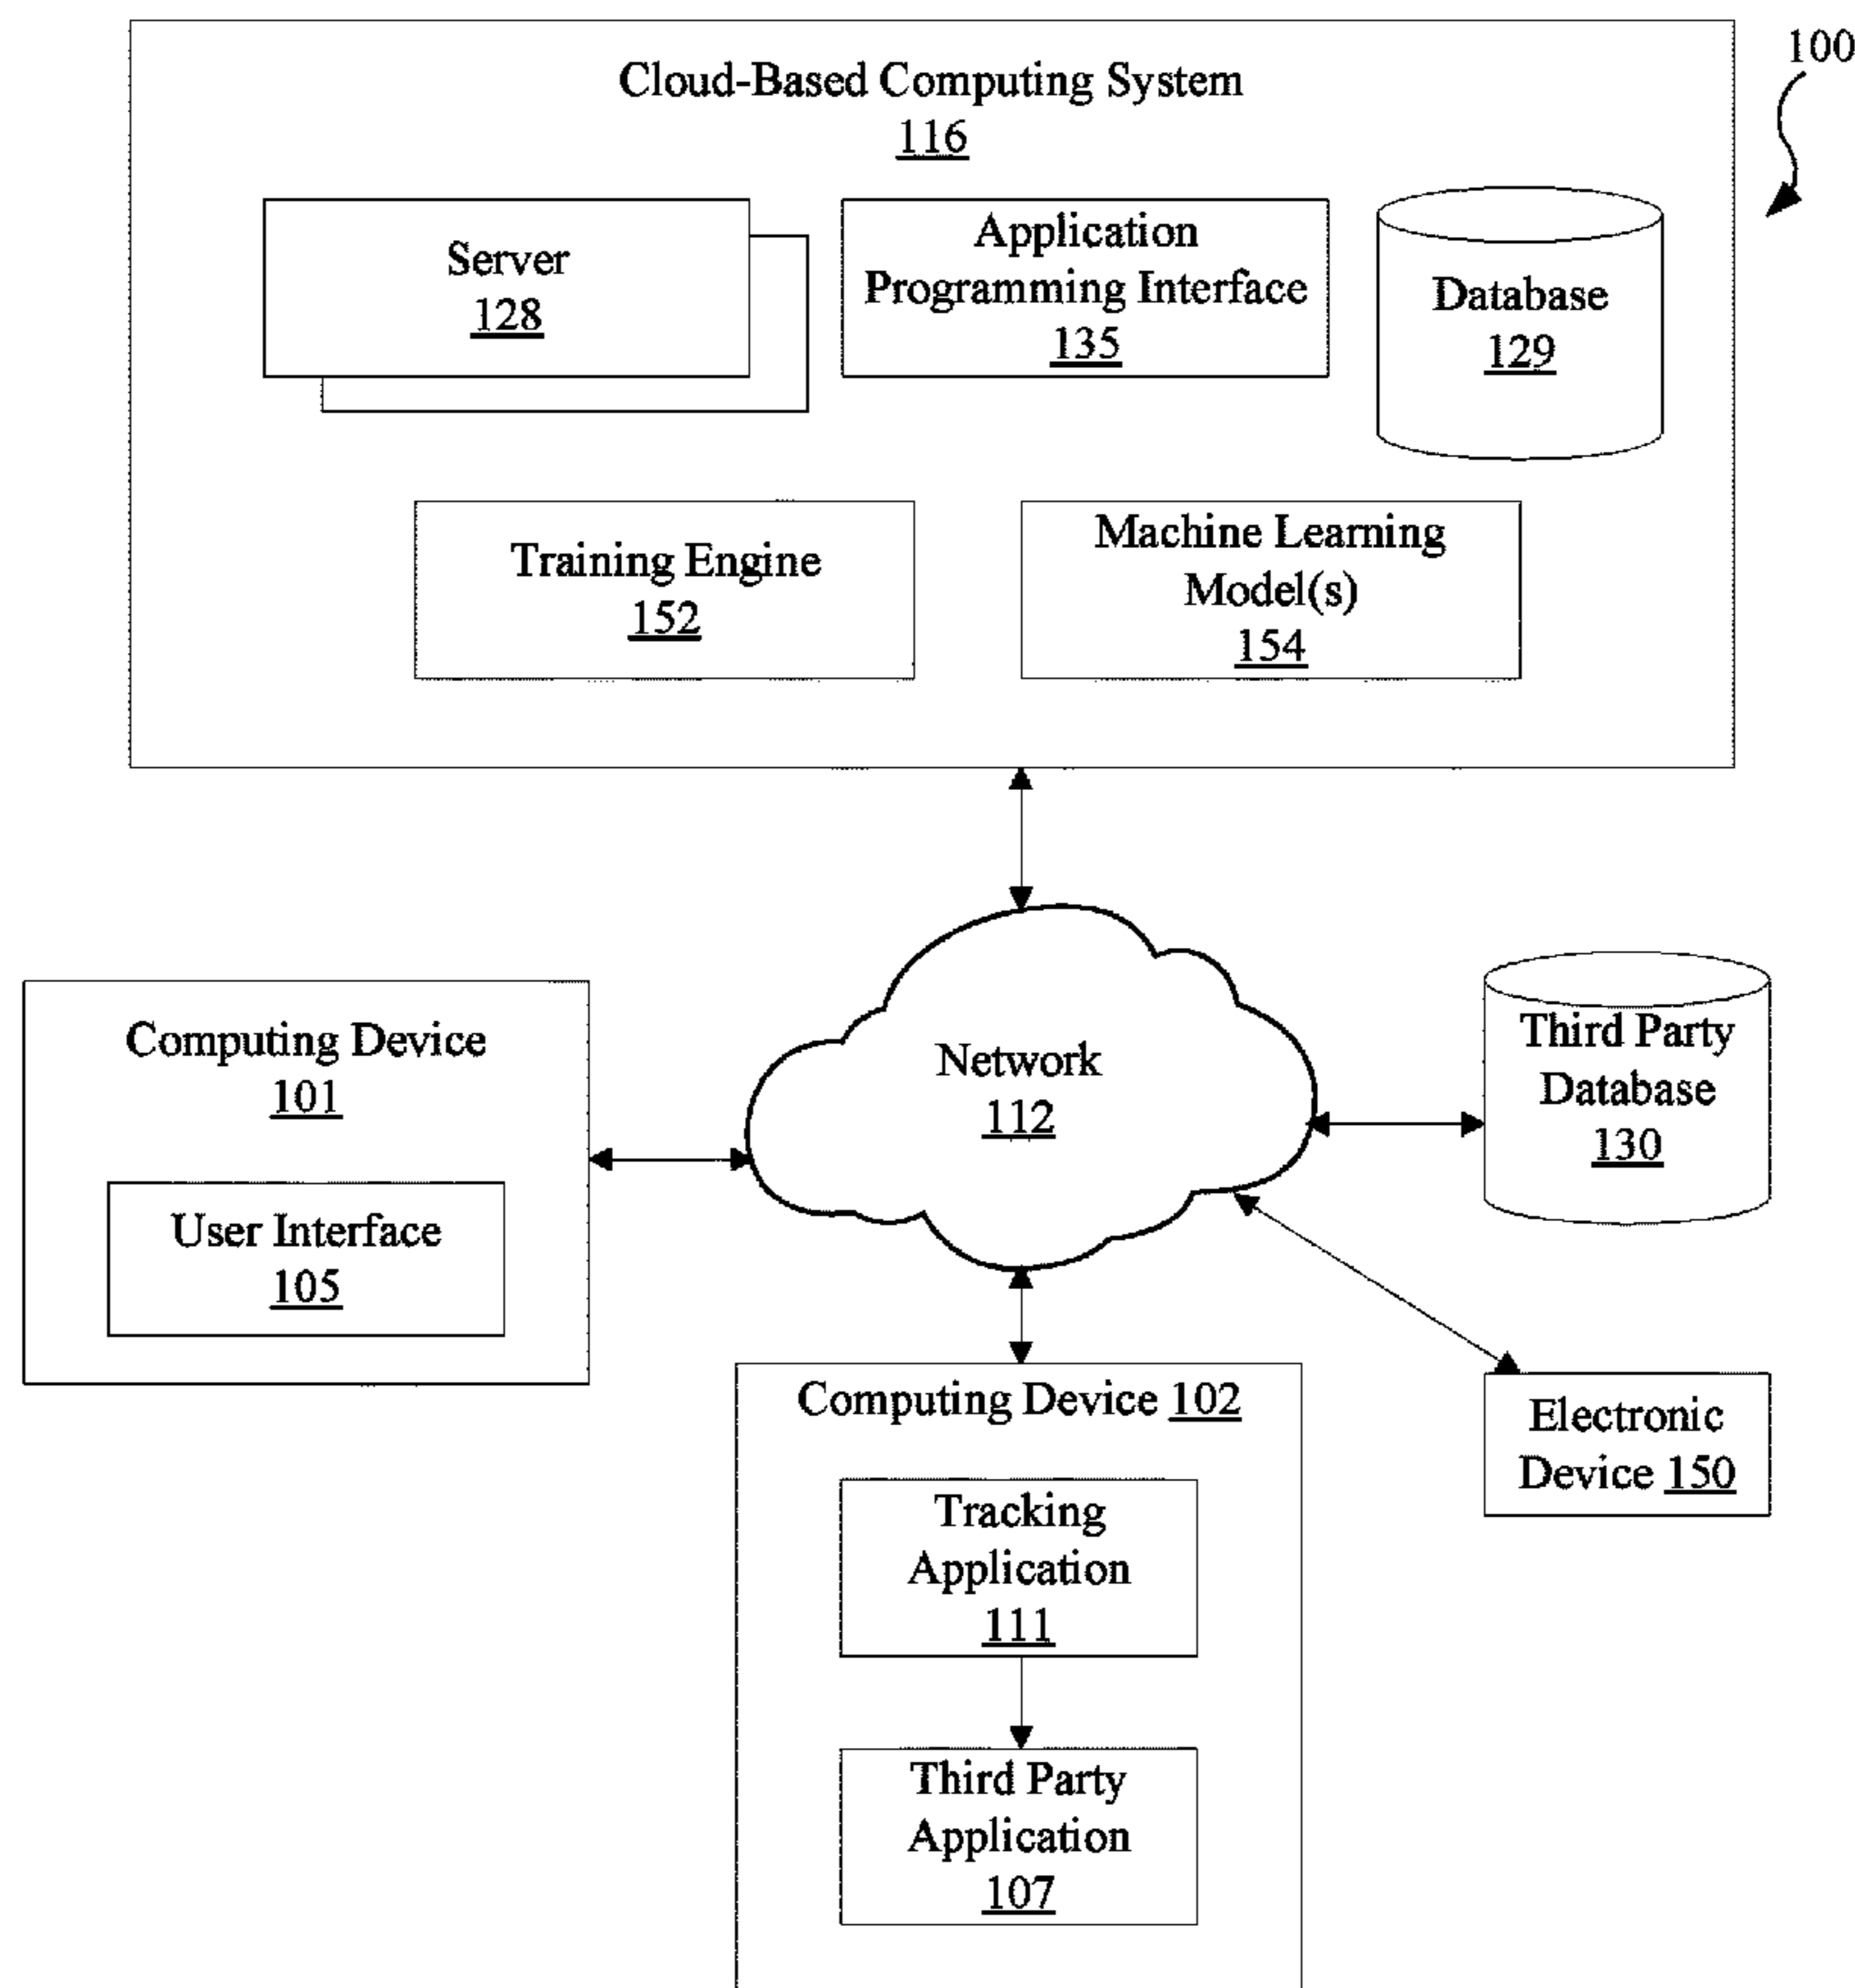 100
Cloud-Based Computing System
116
Server
128
Application
Programming Interface
135
Database
129
Training Engine
152
Machine Learning
Model(s)
154
Network
112
Computing Device
101
User Interface
105
Third Party
Database
130
Computing Device 102
Tracking
Application
111
Third Party
Application
107
Electronic
Device 150